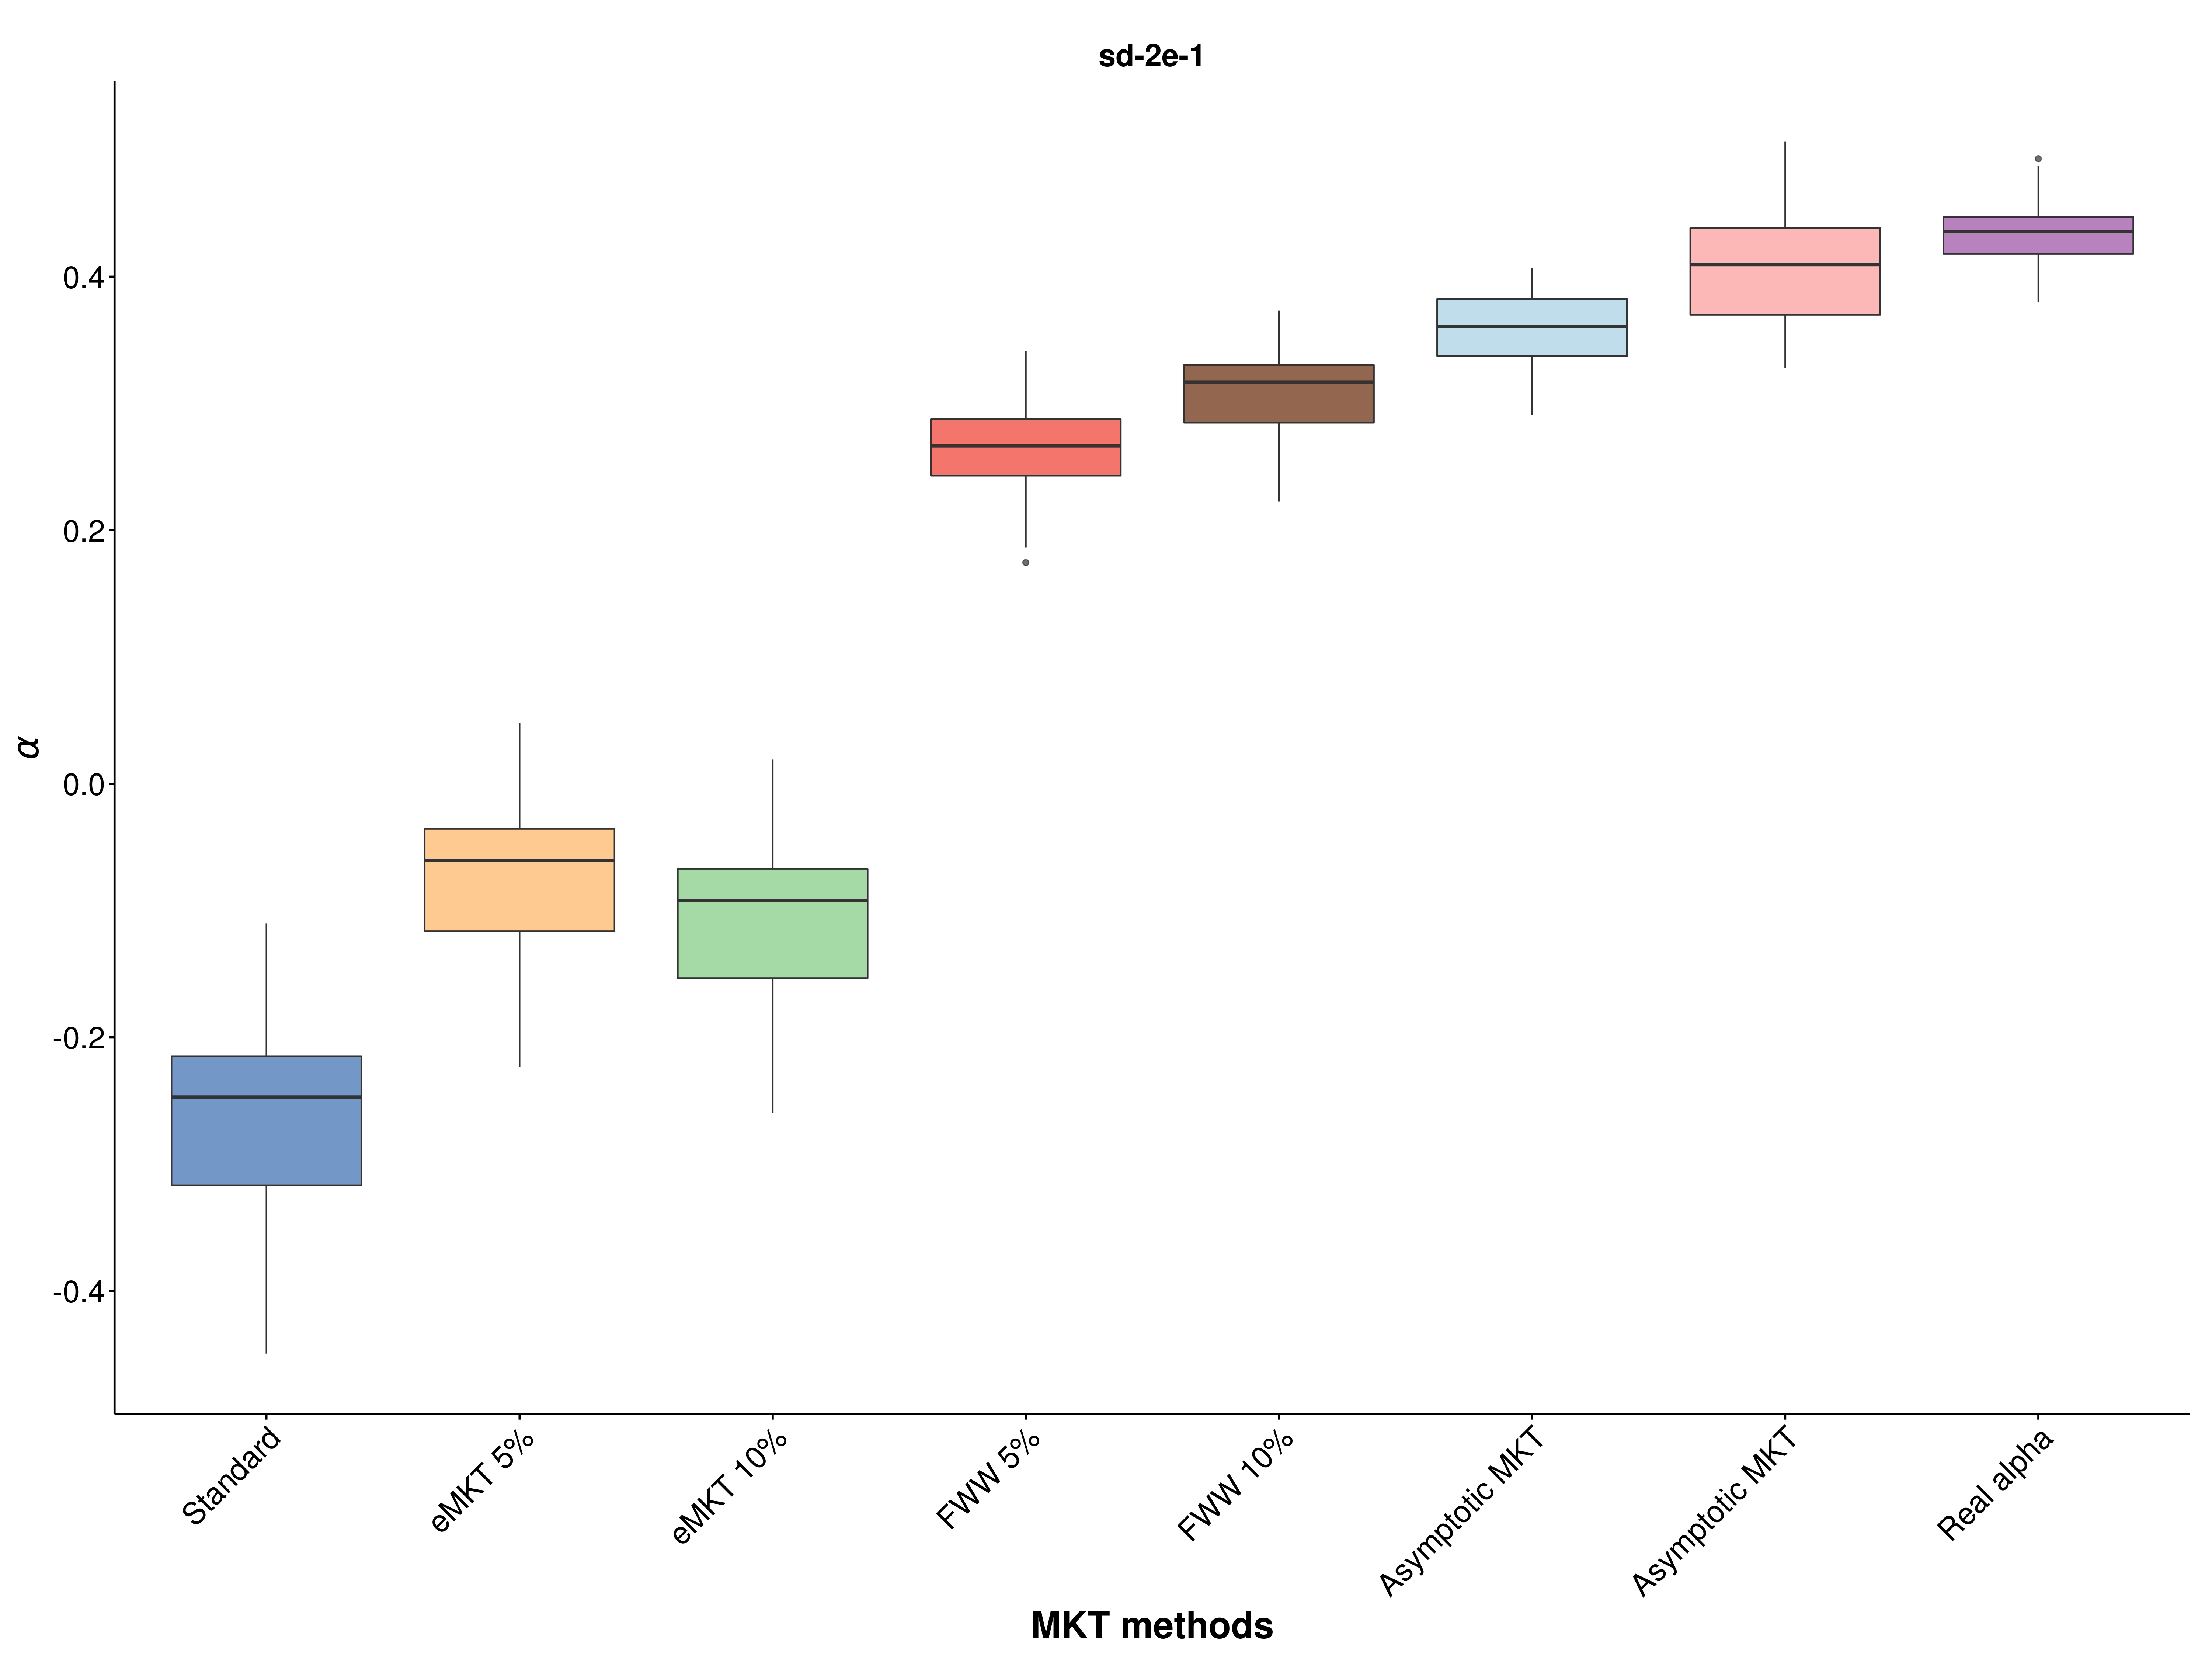 sd-2e-1
α
0.4
0.2
0.0
-0.2
-0.4
Standard
eMKT 5%
eMKT 10%
FWW 5%
FWW 10%
Asymptotic MKT
Asymptotic MKT
Real alpha
MKT methods